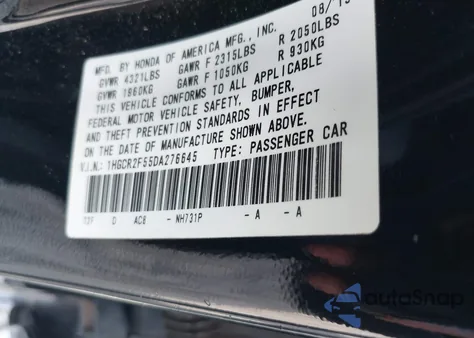 MFD. BY HONDA OF AMERICA MFG., INC. 08/13
GVWR 4321LBS GAWR F 2315LBS R 2050LBS
GVWR 1960KG GAWR F 1050KG R 930KG
THIS VEHICLE CONFORMS TO ALL APPLICABLE
FEDERAL MOTOR VEHICLE SAFETY, BUMPER,
AND THEFT PREVENTION STANDARDS IN EFFECT
ON THE DATE OF MANUFACTURE SHOWN ABOVE.
V.I.N: 1HGCR2F55DA276645 TYPE: PASSENGER CAR
D AC8 - NH731P - A - A
autoSnap